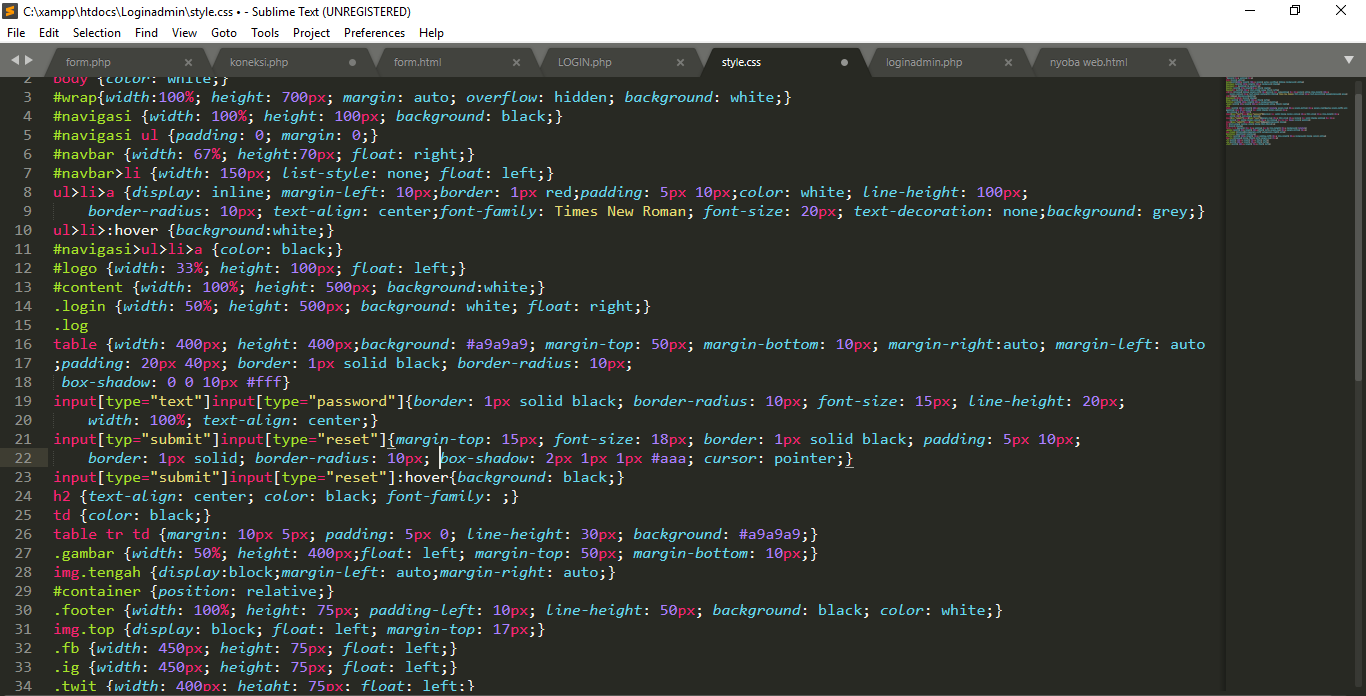 C:\xampp\htdocs\Loginadmin\style.css • - Sublime Text (UNREGISTERED)
File Edit Selection Find View Goto Tools Project Preferences Help
form.php koneksi.php form.html LOGIN.php style.css loginadmin.php nyoba web.html
2 body {color: white;}
3 #wrap{width:100%; height: 700px; margin: auto; overflow: hidden; background: white;}
4 #navigasi {width: 100%; height: 100px; background: black;}
5 #navigasi ul {padding: 0; margin: 0;}
6 #navbar {width: 67%; height:70px; float: right;}
7 #navbar>li {width: 150px; list-style: none; float: left;}
8 ul>li>a {display: inline; margin-left: 10px;border: 1px red;padding: 5px 10px;color: white; line-height: 100px;
9 border-radius: 10px; text-align: center;font-family: Times New Roman; font-size: 20px; text-decoration: none;background: grey;}
10 ul>li>:hover {background:white;}
11 #navigasi>ul>li>a {color: black;}
12 #logo {width: 33%; height: 100px; float: left;}
13 #content {width: 100%; height: 500px; background:white;}
14 .login {width: 50%; height: 500px; background: white; float: right;}
15 .log
16 table {width: 400px; height: 400px;background: #a9a9a9; margin-top: 50px; margin-bottom: 10px; margin-right:auto; margin-left: auto
17 ;padding: 20px 40px; border: 1px solid black; border-radius: 10px;
18 box-shadow: 0 0 10px #fff}
19 input[type="text"]input[type="password"]{border: 1px solid black; border-radius: 10px; font-size: 15px; line-height: 20px;
20 width: 100%; text-align: center;}
21 input[typ="submit"]input[type="reset"]{margin-top: 15px; font-size: 18px; border: 1px solid black; padding: 5px 10px;
22 border: 1px solid; border-radius: 10px; box-shadow: 2px 1px 1px #aaa; cursor: pointer;}
23 input[type="submit"]input[type="reset"]:hover{background: black;}
24 h2 {text-align: center; color: black; font-family: ;}
25 td {color: black;}
26 table tr td {margin: 10px 5px; padding: 5px 0; line-height: 30px; background: #a9a9a9;}
27 .gambar {width: 50%; height: 400px;float: left; margin-top: 50px; margin-bottom: 10px;}
28 img.tengah {display:block;margin-left: auto;margin-right: auto;}
29 #container {position: relative;}
30 .footer {width: 100%; height: 75px; padding-left: 10px; line-height: 50px; background: black; color: white;}
31 img.top {display: block; float: left; margin-top: 17px;}
32 .fb {width: 450px; height: 75px; float: left;}
33 .ig {width: 450px; height: 75px; float: left;}
34 .twit {width: 400px; height: 75px; float: left;}